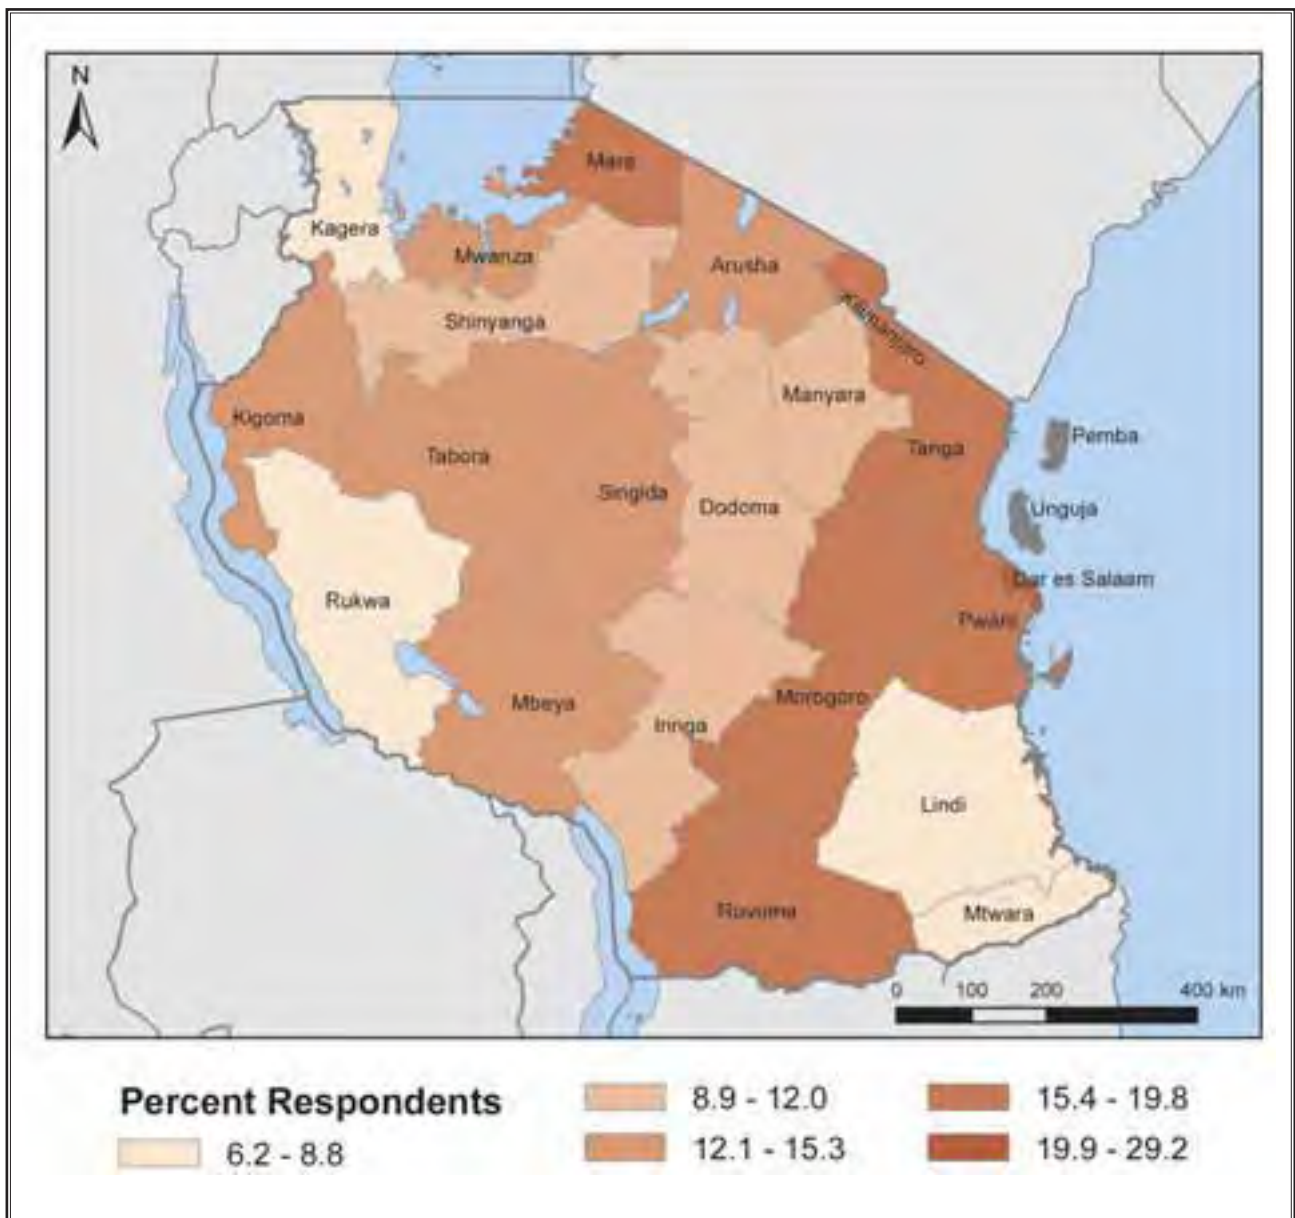 N
Mara
Kagera
Mwanza
Arusha
Shinyanga
Kilimanjaro
Manyara
Kigoma
Pemba
Tabora
Tanga
Singida
Dodoma
Unguja
Dar es Salaam
Rukwa
Pwani
Mbeya
Morogoro
Iringa
Lindi
Ruvuma
Mtwara
0 100 200 400 km
Percent Respondents
6.2 - 8.8
8.9 - 12.0
12.1 - 15.3
15.4 - 19.8
19.9 - 29.2